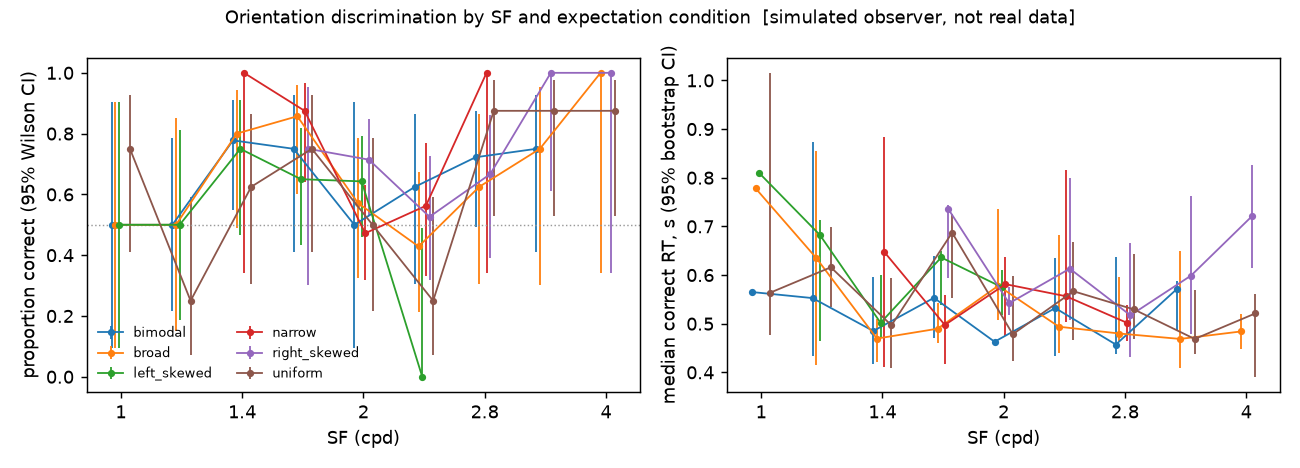 Orientation discrimination by SF and expectation condition [simulated observer, not real data]
proportion correct (95% Wilson CI)
1.0
0.8
0.6
0.4
0.2
0.0
bimodal
broad
left_skewed
narrow
right_skewed
uniform
1
1.4
2
2.8
4
SF (cpd)
median correct RT, s (95% bootstrap CI)
1.0
0.9
0.8
0.7
0.6
0.5
0.4
1
1.4
2
2.8
4
SF (cpd)